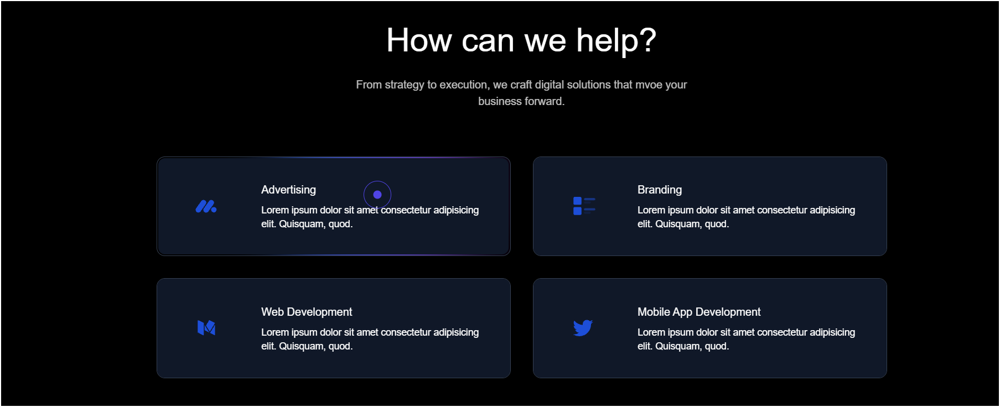 How can we help?
From strategy to execution, we craft digital solutions that mvoe your
business forward.
Advertising
Lorem ipsum dolor sit amet consectetur adipisicing
elit. Quisquam, quod.
Branding
Lorem ipsum dolor sit amet consectetur adipisicing
elit. Quisquam, quod.
Web Development
Lorem ipsum dolor sit amet consectetur adipisicing
elit. Quisquam, quod.
Mobile App Development
Lorem ipsum dolor sit amet consectetur adipisicing
elit. Quisquam, quod.